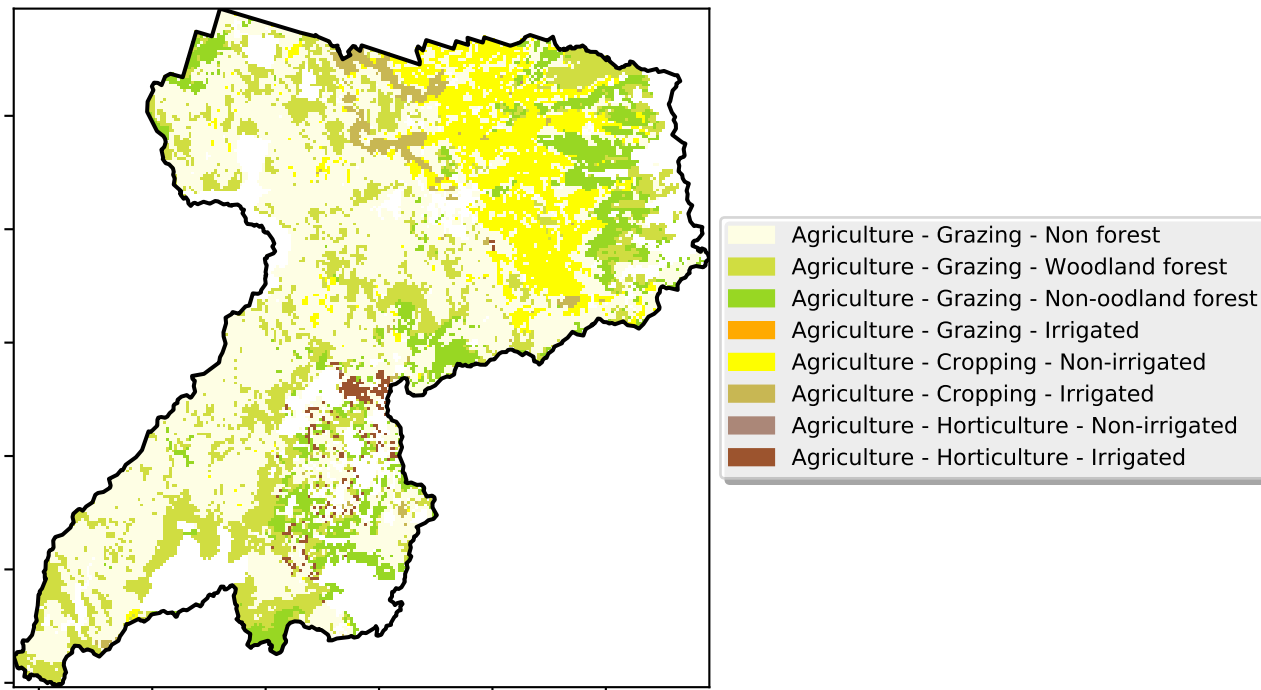 Agriculture - Grazing - Non forest
Agriculture - Grazing - Woodland forest
Agriculture - Grazing - Non-oodland forest
Agriculture - Grazing - Irrigated
Agriculture - Cropping - Non-irrigated
Agriculture - Cropping - Irrigated
Agriculture - Horticulture - Non-irrigated
Agriculture - Horticulture - Irrigated